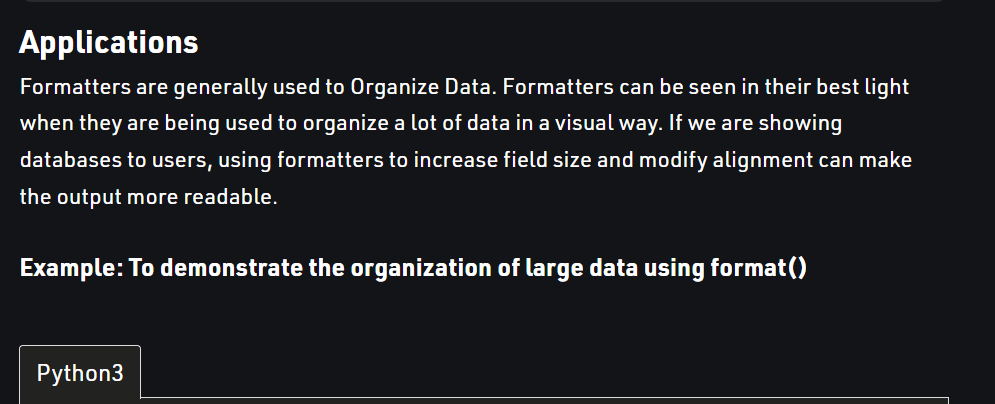 Applications
Formatters are generally used to Organize Data. Formatters can be seen in their best light
when they are being used to organize a lot of data in a visual way. If we are showing
databases to users, using formatters to increase field size and modify alignment can make
the output more readable.
Example: To demonstrate the organization of large data using format()
Python3